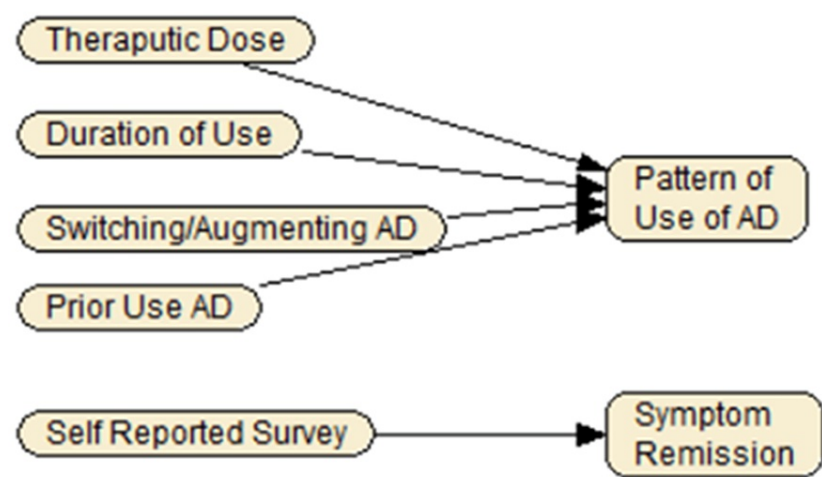 Theraputic Dose
Duration of Use
Switching/Augmenting AD
Prior Use AD
Pattern of
Use of AD
Self Reported Survey
Symptom
Remission